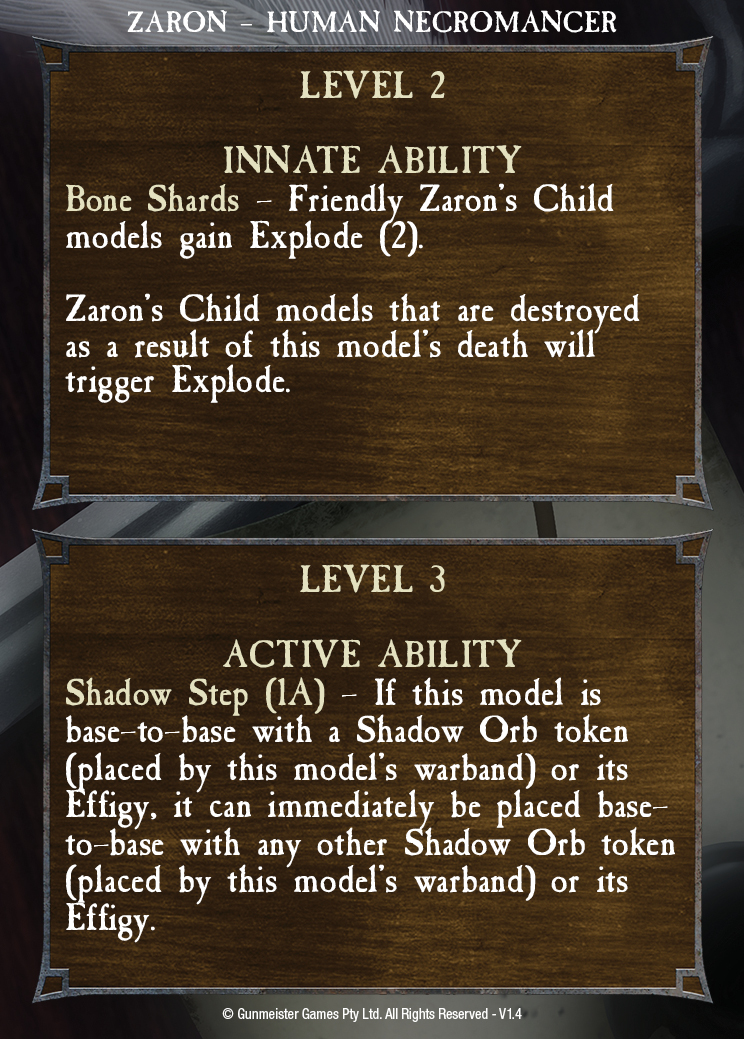 ZARON – HUMAN NECROMANCER
LEVEL 2
INNATE ABILITY
Bone Shards – Friendly Zaron's Child
models gain Explode (2).
Zaron's Child models that are destroyed
as a result of this model's death will
trigger Explode.
LEVEL 3
ACTIVE ABILITY
Shadow Step (1A) – If this model is
base-to-base with a Shadow Orb token
(placed by this model's warband) or its
Effigy, it can immediately be placed base-
to-base with any other Shadow Orb token
(placed by this model's warband) or its
Effigy.
© Gunmeister Games Pty Ltd. All Rights Reserved - V1.4